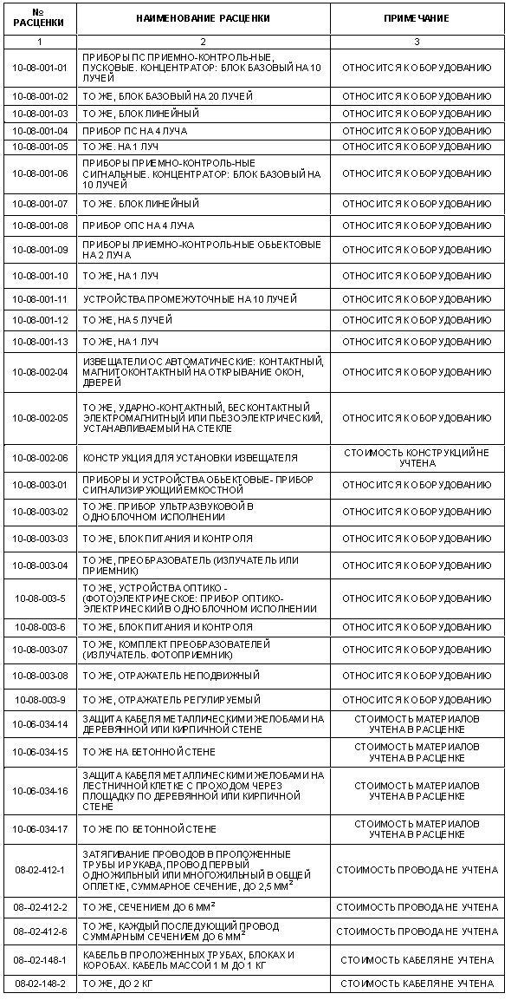 № РАСЦЕНКИ НАИМЕНОВАНИЕ РАСЦЕНКИ ПРИМЕЧАНИЕ
1 2 3
10-08-001-01 ПРИБОРЫ ПС ПРИЕМНО-КОНТРОЛЬ-НЫЕ,
ПУСКОВЫЕ. КОНЦЕНТРАТОР: БЛОК БАЗОВЫЙ НА 10
ЛУЧЕЙ ОТНОСИТСЯ К ОБОРУДОВАНИЮ
10-08-001-02 ТО ЖЕ, БЛОК БАЗОВЫЙ НА 20 ЛУЧЕЙ ОТНОСИТСЯ К ОБОРУДОВАНИЮ
10-08-001-03 ТО ЖЕ, БЛОК ЛИНЕЙНЫЙ ОТНОСИТСЯ К ОБОРУДОВАНИЮ
10-08-001-04 ПРИБОР ПС НА 4 ЛУЧА ОТНОСИТСЯ К ОБОРУДОВАНИЮ
10-08-001-05 ТО ЖЕ. НА 1 ЛУЧ ОТНОСИТСЯ К ОБОРУДОВАНИЮ
10-08-001-06 ПРИБОРЫ ПРИЕМНО-КОНТРОЛЬ-НЫЕ
СИГНАЛЬНЫЕ. КОНЦЕНТРАТОР: БЛОК БАЗОВЫЙ НА
10 ЛУЧЕЙ ОТНОСИТСЯ К ОБОРУДОВАНИЮ
10-08-001-07 ТО ЖЕ. БЛОК ЛИНЕЙНЫЙ ОТНОСИТСЯ К ОБОРУДОВАНИЮ
10-08-001-08 ПРИБОР ОПС НА 4 ЛУЧА ОТНОСИТСЯ К ОБОРУДОВАНИЮ
10-08-001-09 ПРИБОРЫ ЛРИЕМНО-КОНТРОЛЬ-НЫЕ ОБЬЕКТОВЫЕ
НА 2 ЛУЧА ОТНОСИТСЯ К ОБОРУДОВАНИЮ
10-08-001-10 ТО ЖЕ, НА 1 ЛУЧ ОТНОСИТСЯ К ОБОРУДОВАНИЮ
10-08-001-11 УСТРОЙСТВА ПРОМЕЖУТОЧНЫЕ НА 10 ЛУЧЕЙ ОТНОСИТСЯ К ОБОРУДОВАНИЮ
10-08-001-12 ТО ЖЕ, НА 5 ЛУЧЕЙ ОТНОСИТСЯ К ОБОРУДОВАНИЮ
10-08-001-13 ТО ЖЕ, НА 1 ЛУЧ ОТНОСИТСЯ К ОБОРУДОВАНИЮ
10-08-002-04 ИЗВЕЩАТЕЛИ ОС АВТОМАТИЧЕСКИЕ: КОНТАКТНЫЙ,
МАГНИТОКОНТАКТНЫЙ НА ОТКРЫВАНИЕ ОКОН,
ДВЕРЕЙ ОТНОСИТСЯ К ОБОРУДОВАНИЮ
10-08-002-05 ТО ЖЕ, УДАРНО-КОНТАКТНЫЙ, БЕСКОНТАКТНЫЙ
ЭЛЕКТРОМАГНИТНЫЙ ИЛИ ПЬЕЗОЭЛЕКТРИЧЕСКИЙ,
УСТАНАВЛИВАЕМЫЙ НА СТЕКЛЕ ОТНОСИТСЯ К ОБОРУДОВАНИЮ
10-08-002-06 КОНСТРУКЦИЯ ДЛЯ УСТАНОВКИ ИЗВЕЩАТЕЛЯ СТОИМОСТЬ КОНСТРУКЦИЙ НЕ
УЧТЕНА
10-08-003-01 ПРИБОРЫ И УСТРОЙСТВА ОБЬЕКТОВЫЕ- ПРИБОР
СИГНАЛИЗИРУЮЩИЙ ЕМКОСТНОЙ ОТНОСИТСЯ К ОБОРУДОВАНИЮ
10-08-003-02 ТО ЖЕ. ПРИБОР УЛЬТРАЗВУКОВОЙ В
ОДНОБЛОЧНОМ ИСПОЛНЕНИИ ОТНОСИТСЯ К ОБОРУДОВАНИЮ
10-08-003-03 ТО ЖЕ, БЛОК ПИТАНИЯ И КОНТРОЛЯ ОТНОСИТСЯ К ОБОРУДОВАНИЮ
10-08-003-04 ТО ЖЕ, ПРЕОБРАЗОВАТЕЛЬ (ИЗЛУЧАТЕЛЬ ИЛИ
ПРИЕМНИК) ОТНОСИТСЯ К ОБОРУДОВАНИЮ
10-08-003-5 ТО ЖЕ, УСТРОЙСТВА ОПТИКО -
(ФОТО)ЭЛЕКТРИЧЕСКОЕ: ПРИБОР ОПТИКО-
ЭЛЕКТРИЧЕСКИЙ В ОДНОБЛОЧНОМ ИСПОЛНЕНИИ ОТНОСИТСЯ К ОБОРУДОВАНИЮ
10-08-003-6 ТО ЖЕ, БЛОК ПИТАНИЯ И КОНТРОЛЯ ОТНОСИТСЯ К ОБОРУДОВАНИЮ
10-08-003-07 ТО ЖЕ, КОМПЛЕКТ ПРЕОБРАЗОВАТЕЛЕЙ
(ИЗЛУЧАТЕЛЬ. ФОТОПРИЕМНИК) ОТНОСИТСЯ К ОБОРУДОВАНИЮ
10-08-003-08 ТО ЖЕ, ОТРАЖАТЕЛЬ НЕПОДВИЖНЫЙ ОТНОСИТСЯ К ОБОРУДОВАНИЮ
10-08-003-9 ТО ЖЕ, ОТРАЖАТЕЛЬ РЕГУЛИРУЕМЫЙ ОТНОСИТСЯ К ОБОРУДОВАНИЮ
10-06-034-14 ЗАЩИТА КАБЕЛЯ МЕТАЛЛИЧЕСКИМИ ЖЕЛОБАМИ НА
ДЕРЕВЯННОЙ ИЛИ КИРПИЧНОЙ СТЕНЕ СТОИМОСТЬ МАТЕРИАЛОВ
УЧТЕНА В РАСЦЕНКЕ
10-06-034-15 ТО ЖЕ НА БЕТОННОЙ СТЕНЕ СТОИМОСТЬ МАТЕРИАЛОВ
УЧТЕНА В РАСЦЕНКЕ
10-06-034-16 ЗАЩИТА КАБЕЛЯ МЕТАЛЛИЧЕСКИМИ ЖЕЛОБАМИ НА
ЛЕСТНИЧНОЙ КЛЕТКЕ С ПРОХОДОМ ЧЕРЕЗ
ПЛОЩАДКУ ПО ДЕРЕВЯННОЙ ИЛИ КИРПИЧНОЙ
СТЕНЕ СТОИМОСТЬ МАТЕРИАЛОВ
УЧТЕНА В РАСЦЕНКЕ
10-06-034-17 ТО ЖЕ ПО БЕТОННОЙ СТЕНЕ СТОИМОСТЬ МАТЕРИАЛОВ
УЧТЕНА В РАСЦЕНКЕ
08-02-412-1 ЗАТЯГИВАНИЕ ПРОВОДОВ В ПРОЛОЖЕННЫЕ
ТРУБЫ И РУКАВА, ПРОВОД ПЕРВЫЙ
ОДНОЖИЛЬНЫЙ ИЛИ МНОГОЖИЛЬНЫЙ В ОБЩЕЙ
ОПЛЕТКЕ, СУММАРНОЕ СЕЧЕНИЕ, ДО 2,5 ММ² СТОИМОСТЬ ПРОВОДА НЕ УЧТЕНА
08--02-412-2 ТО ЖЕ, СЕЧЕНИЕМ ДО 6 ММ² СТОИМОСТЬ ПРОВОДА НЕ УЧТЕНА
08--02-412-6 ТО ЖЕ, КАЖДЫЙ ПОСЛЕДУЮЩИЙ ПРОВОД
СУММАРНЫМ СЕЧЕНИЕМ ДО 6 ММ² СТОИМОСТЬ ПРОВОДА НЕ УЧТЕНА
08--02-148-1 КАБЕЛЬ В ПРОЛОЖЕННЫХ ТРУБАХ, БЛОКАХ И
КОРОБАХ. КАБЕЛЬ МАССОЙ 1 М ДО 1 КГ СТОИМОСТЬ КАБЕЛЯ НЕ УЧТЕНА
08-02-148-2 ТО ЖЕ, ДО 2 КГ СТОИМОСТЬ КАБЕЛЯ НЕ УЧТЕНА